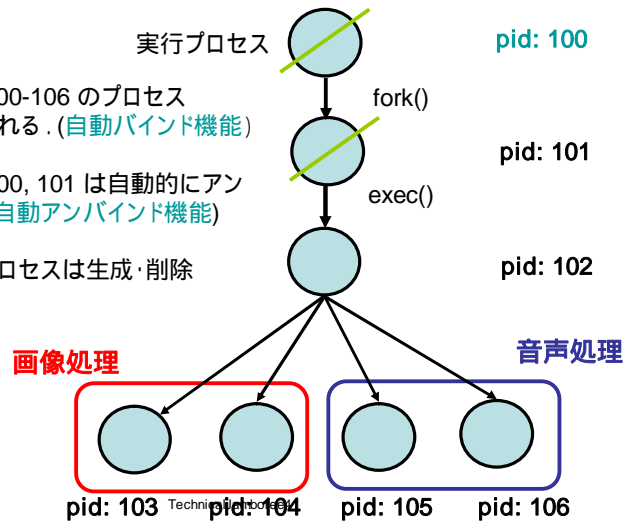 実行プロセス
pid: 100
00-106 のプロセス
fork()
れる . (自動バインド機能)
pid: 101
00, 101 は自動的にアン
exec()
自動アンバインド機能)
ロセスは生成・削除
pid: 102
画像処理
音声処理
pid: 103
pid: 104
pid: 105
pid: 106